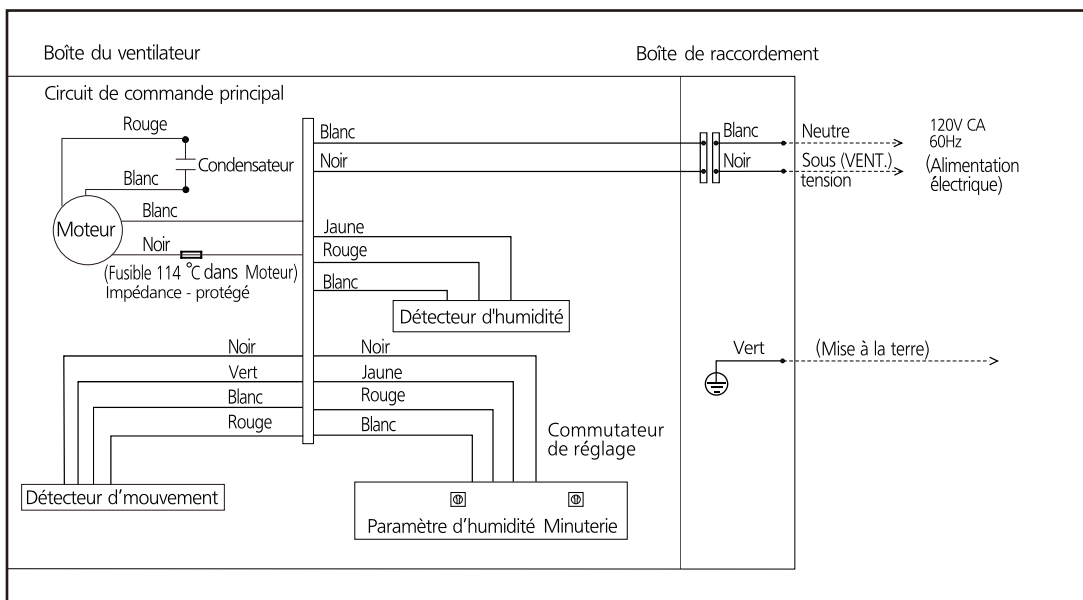 Boîte du ventilateur
Boîte de raccordement
Circuit de commande principal
Rouge
Condensateur
Blanc
Moteur
Blanc
Noir
(Fusible 114 °C dans Moteur)
Impédance - protégé
Blanc
Noir
Blanc
Noir
Neutre
Sous (VENT.)
tension
120V CA
60Hz
(Alimentation
électrique)
Jaune
Rouge
Blanc
Détecteur d'humidité
Vert
(Mise à la terre)
Noir
Vert
Blanc
Rouge
Noir
Jaune
Rouge
Blanc
Commutateur
de réglage
Détecteur d'mouvement
Paramètre d'humidité
Minuterie